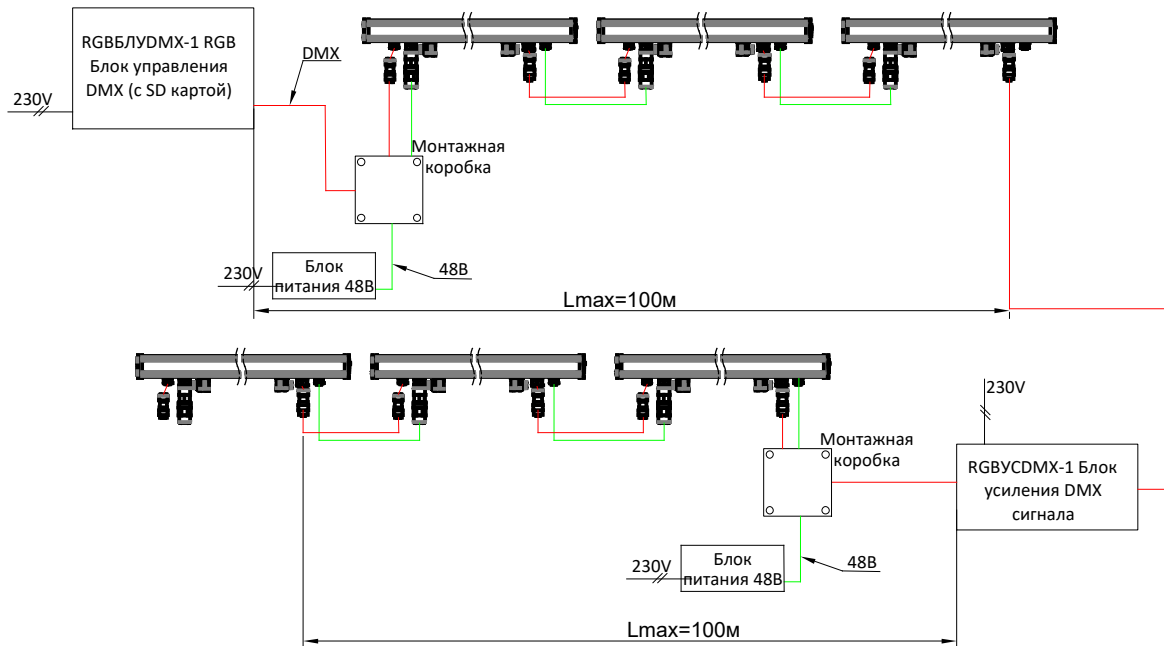 RGBБЛУDMX-1 RGB
Блок управления
DMX (с SD картой)
230V
DMX
Монтажная
коробка
230V
Блок
питания 48В
48В
Lmax=100м
230V
Монтажная
коробка
RGBУСDMX-1 Блок
усиления DMX
сигнала
230V
Блок
питания 48В
48В
Lmax=100м